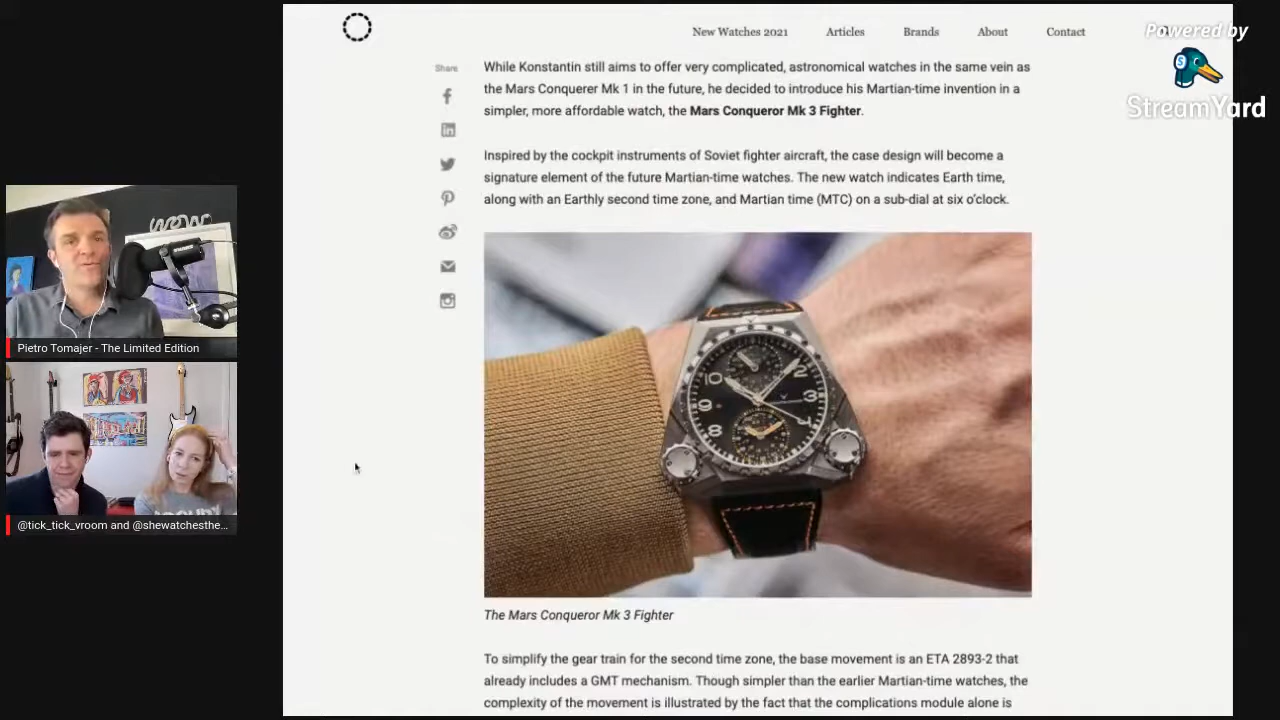 New Watches 2021 Articles Brands About Contact
Powered by
StreamYard
Share
While Konstantin still aims to offer very complicated, astronomical watches in the same vein as
the Mars Conquerer Mk 1 in the future, he decided to introduce his Martian-time invention in a
simpler, more affordable watch, the Mars Conqueror Mk 3 Fighter.
Inspired by the cockpit instruments of Soviet fighter aircraft, the case design will become a
signature element of the future Martian-time watches. The new watch indicates Earth time,
along with an Earthly second time zone, and Martian time (MTC) on a sub-dial at six o'clock.
10 2
9 3
8
Pietro Tomajer - The Limited Edition
@tick_tick_vroom and @shewatchesthe...
The Mars Conqueror Mk 3 Fighter
To simplify the gear train for the second time zone, the base movement is an ETA 2893-2 that
already includes a GMT mechanism. Though simpler than the earlier Martian-time watches, the
complexity of the movement is illustrated by the fact that the complications module alone is